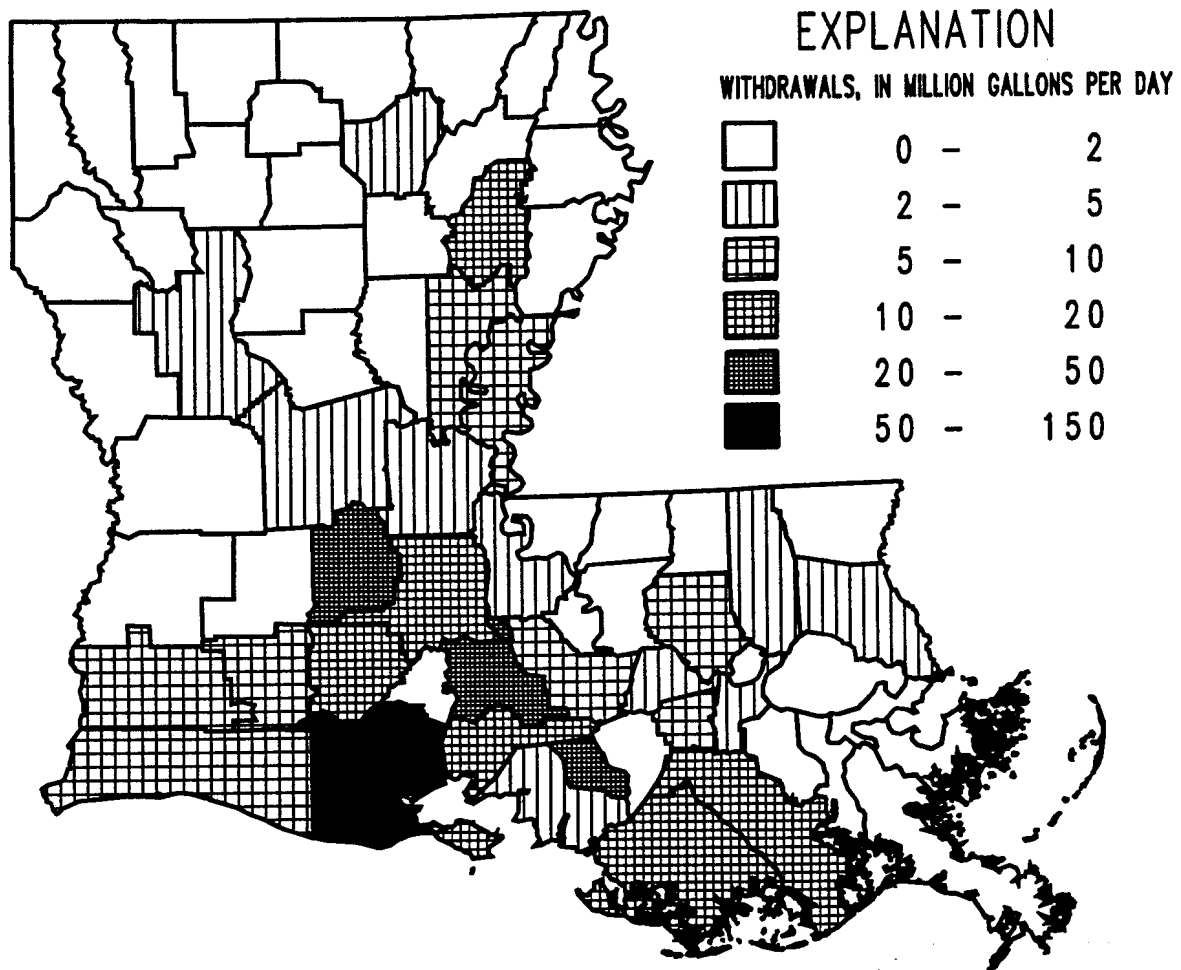 EXPLANATION
WITHDRAWALS, IN MILLION GALLONS PER DAY
0 - 2
2 - 5
5 - 10
10 - 20
20 - 50
50 - 150